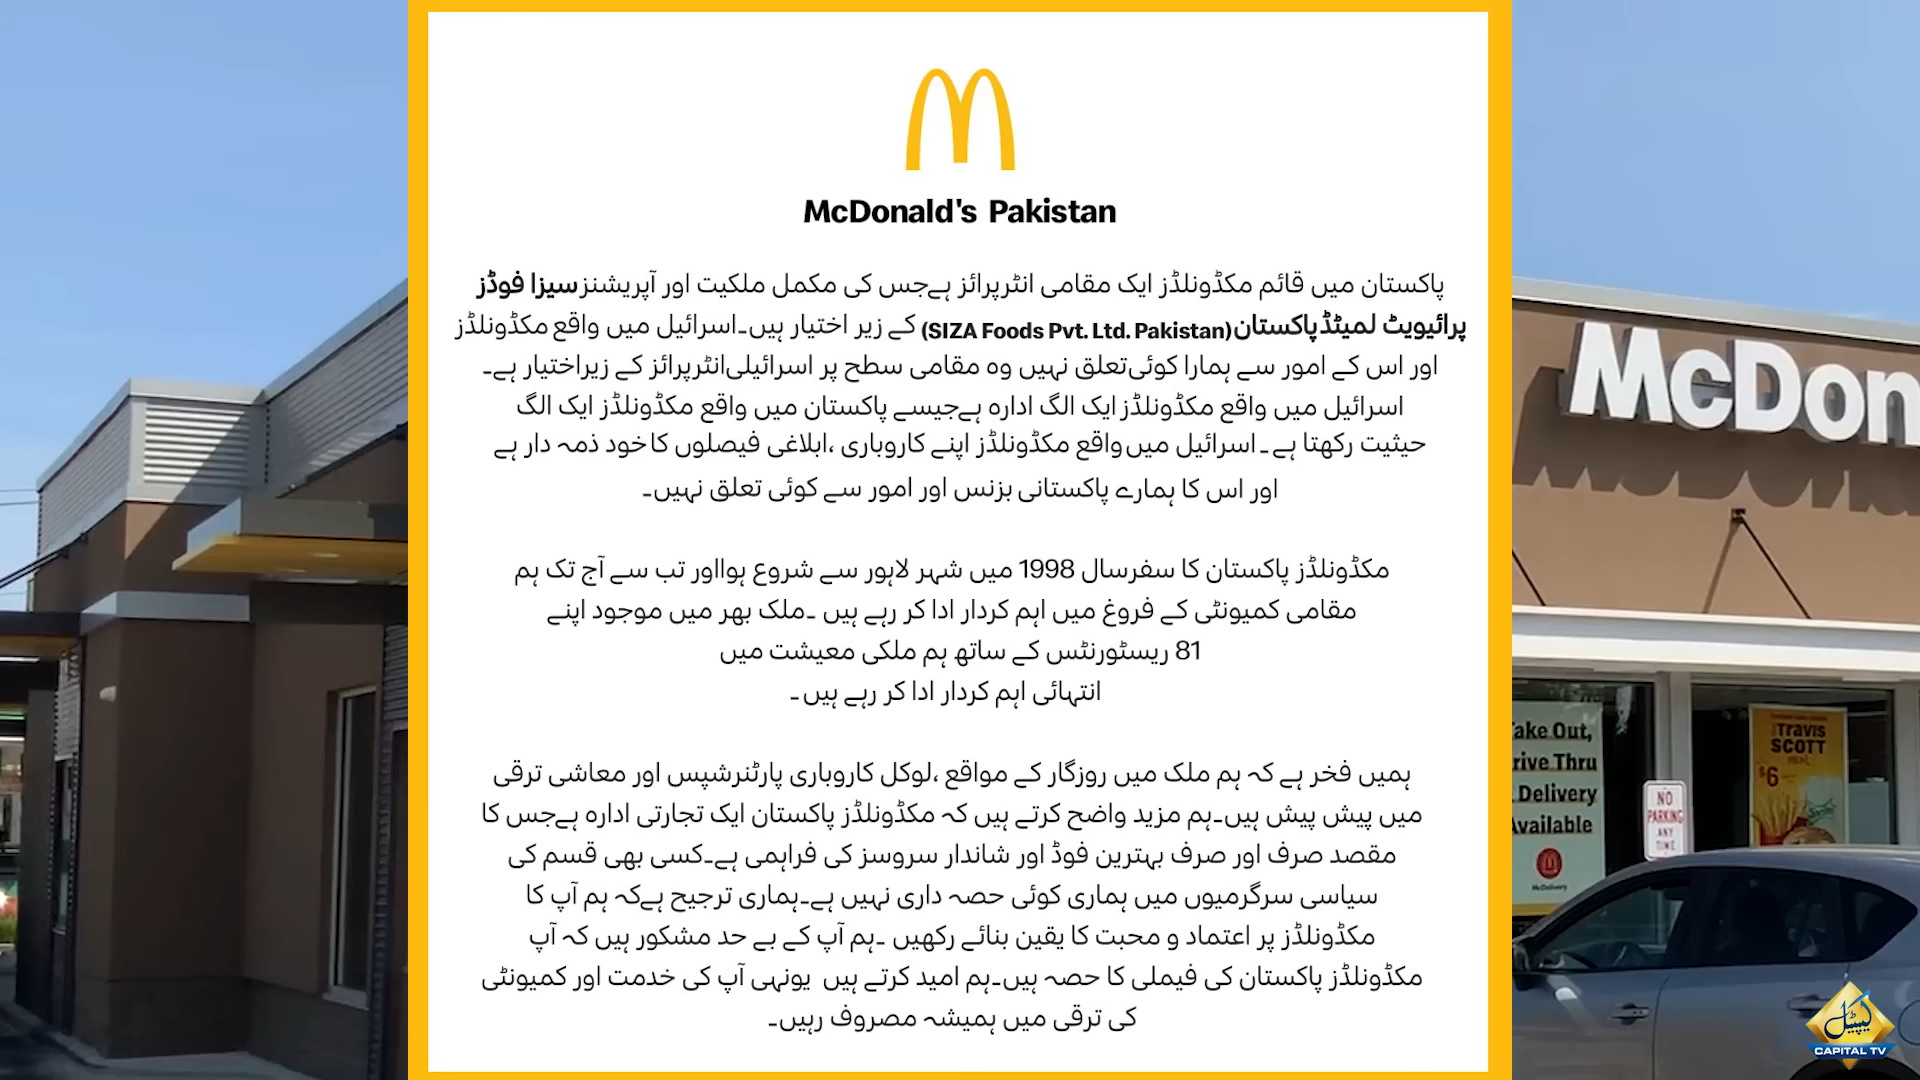 McDonald's Pakistan
پاکستان میں قائم مکڈونلڈز ایک مقامی انٹرپرائز ہےجس کی مکمل ملکیت اور آپریشنز سیزا فوڈز
پرائیویٹ لمیٹڈ پاکستان (SIZA Foods Pvt. Ltd. Pakistan) کے زیر اختیار ہیں۔اسرائیل میں واقع مکڈونلڈز
اور اس کے امور سے ہمارا کوئی تعلق نہیں وہ مقامی سطح پر اسرائیلی انٹرپرائز کے زیراختیار ہے۔
اسرائیل میں واقع مکڈونلڈز ایک الگ ادارہ ہےجیسے پاکستان میں واقع مکڈونلڈز ایک الگ
حیثیت رکھتا ہے ۔ اسرائیل میں واقع مکڈونلڈز اپنے کاروباری ،ابلاغی فیصلوں کا خود ذمہ دار ہے
اور اس کا ہمارے پاکستانی بزنس اور امور سے کوئی تعلق نہیں۔
مکڈونلڈز پاکستان کا سفرسال 1998 میں شہر لاہور سے شروع ہوااور تب سے آج تک ہم
مقامی کمیونٹی کے فروغ میں اہم کردار ادا کر رہے ہیں ۔ملک بھر میں موجود اپنے
81 ریسٹورنٹس کے ساتھ ہم ملکی معیشت میں
انتہائی اہم کردار ادا کر رہے ہیں ۔
ہمیں فخر ہے کہ ہم ملک میں روزگار کے مواقع ،لوکل کاروباری پارٹنرشپس اور معاشی ترقی
میں پیش پیش ہیں۔ہم مزید واضح کرتے ہیں کہ مکڈونلڈز پاکستان ایک تجارتی ادارہ ہےجس کا
مقصد صرف اور صرف بہترین فوڈ اور شاندار سروسز کی فراہمی ہے۔کسی بھی قسم کی
سیاسی سرگرمیوں میں ہماری کوئی حصہ داری نہیں ہے۔ہماری ترجیح ہےکہ ہم آپ کا
مکڈونلڈز پر اعتماد و محبت کا یقین بنائے رکھیں ۔ہم آپ کے بے حد مشکور ہیں کہ آپ
مکڈونلڈز پاکستان کی فیملی کا حصہ ہیں۔ہم امید کرتے ہیں یونہی آپ کی خدمت اور کمیونٹی
کی ترقی میں ہمیشہ مصروف رہیں۔
McDon
ake Out,
rive Thru
Delivery
Available
McDelivery
Travis
SCOTT
$6
NO
PARKING
ANY
TIME
کیپیٹل
CAPITAL TV